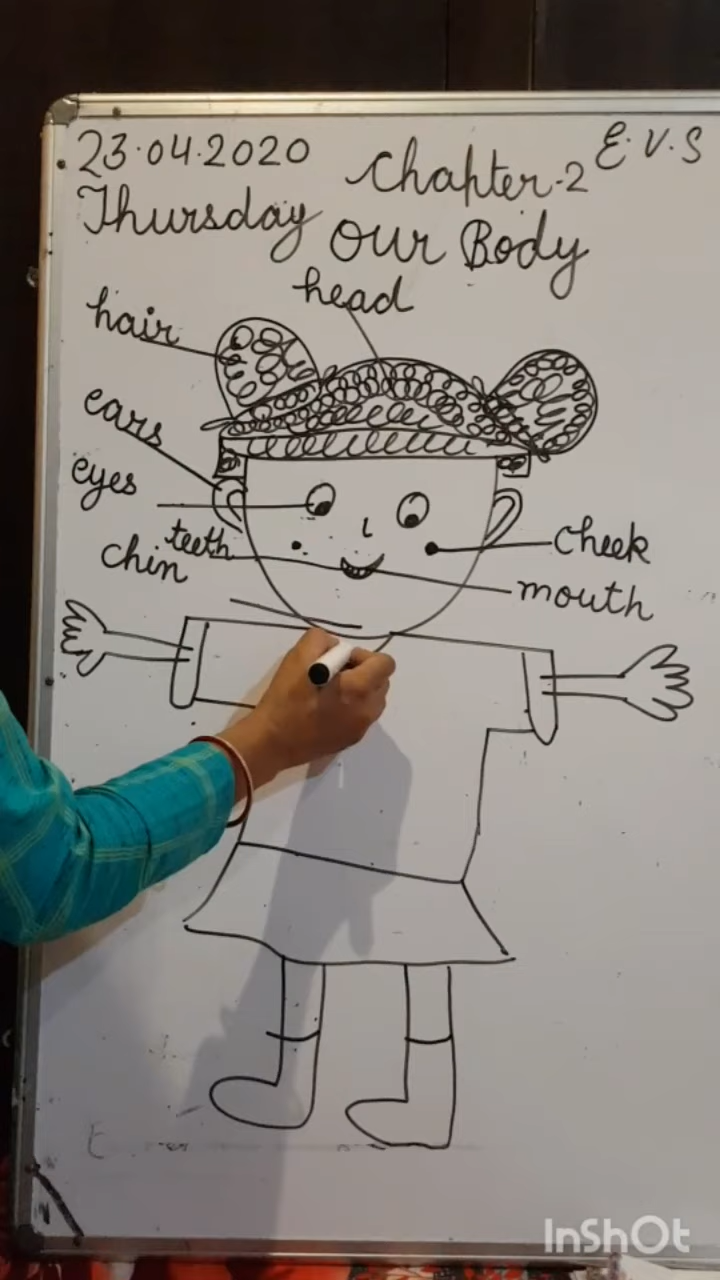 23.04.2020
Chapter-2
E.V.S
Thursday
Our Body
head
hair
ears
eyes
teeth
cheek
chin
mouth
InShOt